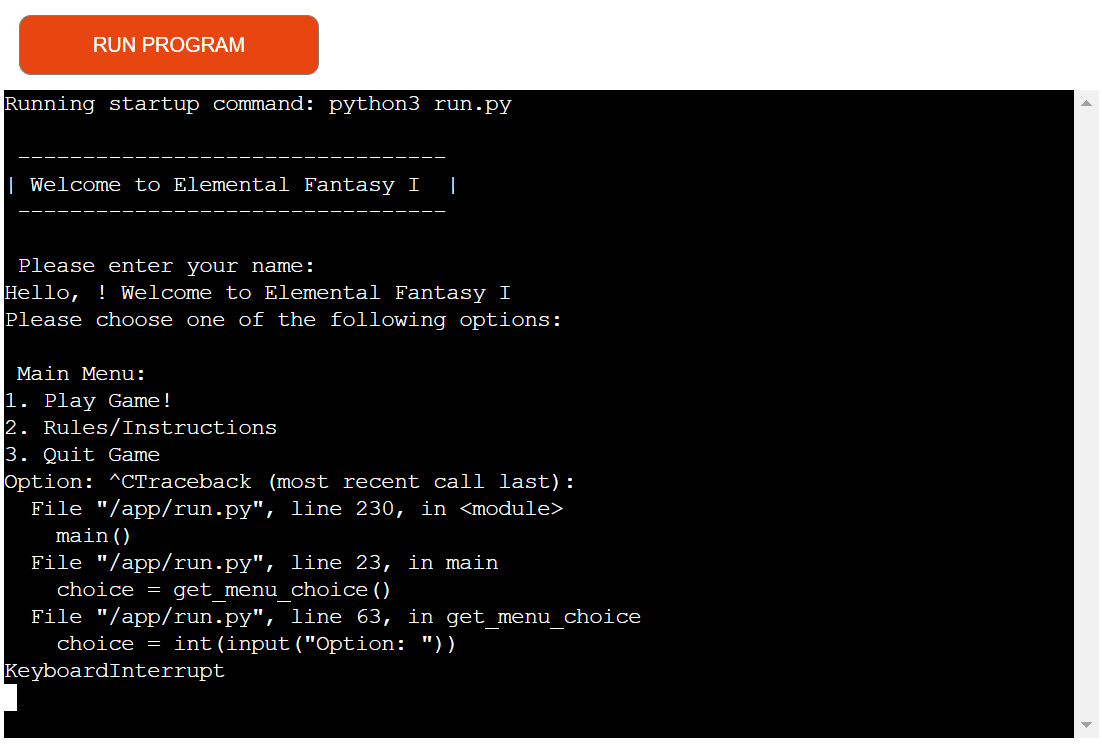 RUN PROGRAM
Running startup command: python3 run.py
---------------------------------
| Welcome to Elemental Fantasy I  |
---------------------------------
Please enter your name:
Hello, ! Welcome to Elemental Fantasy I
Please choose one of the following options:
Main Menu:
1. Play Game!
2. Rules/Instructions
3. Quit Game
Option: ^CTraceback (most recent call last):
  File "/app/run.py", line 230, in <module>
    main()
  File "/app/run.py", line 23, in main
    choice = get_menu_choice()
  File "/app/run.py", line 63, in get_menu_choice
    choice = int(input("Option: "))
KeyboardInterrupt